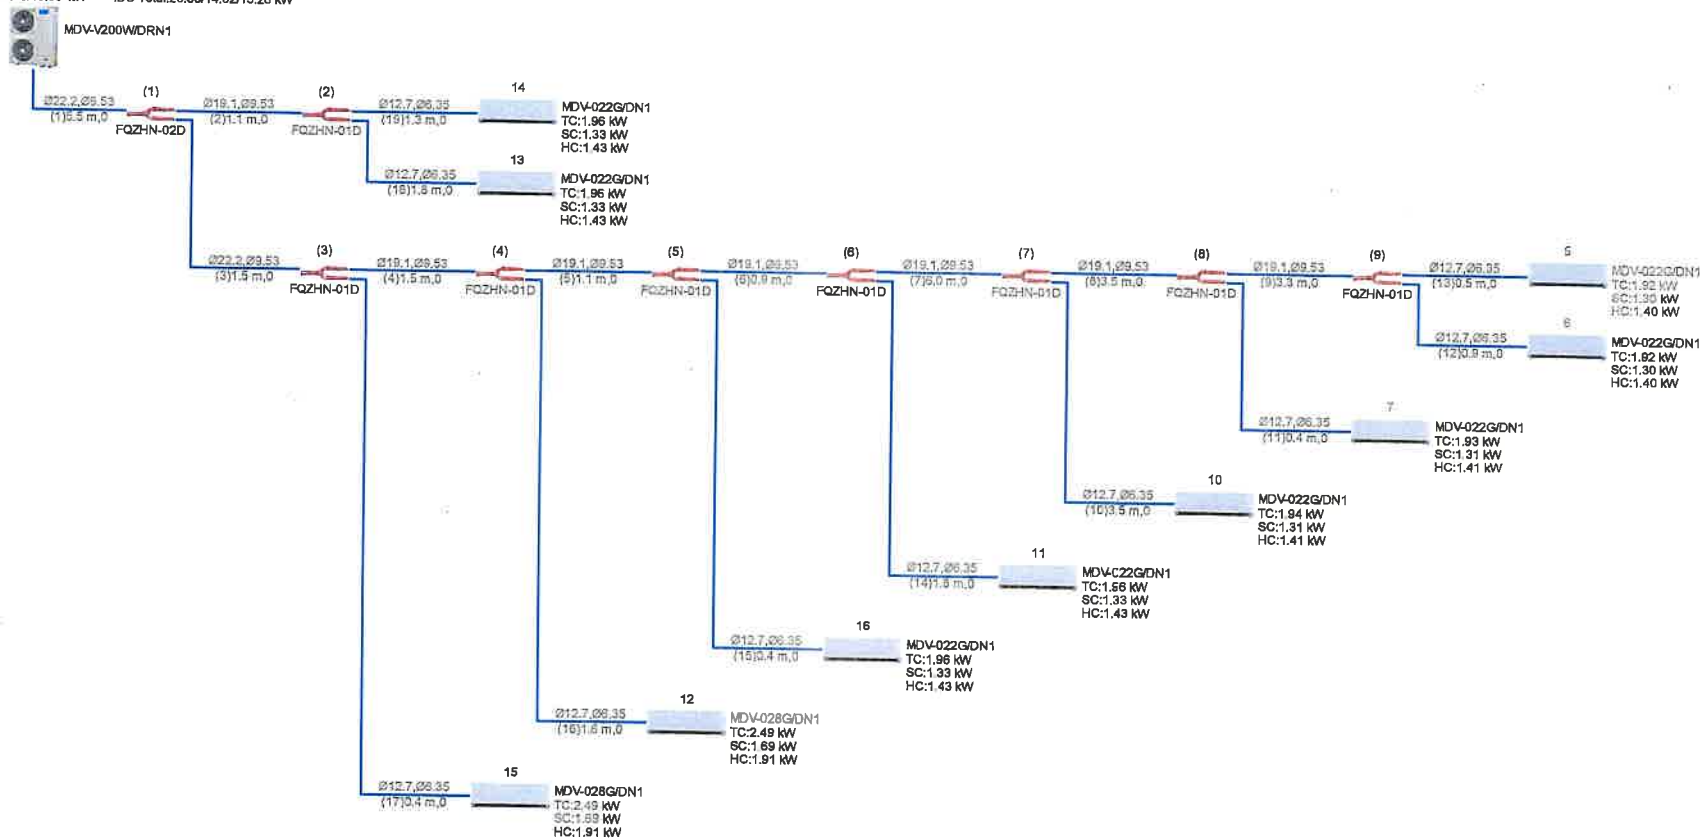 MDV-V200W/DRN1
Ø22.2,Ø9.53
(1)
Ø19.1,Ø9.53
(2)
Ø12.7,Ø6.35
14
MDV-022G/DN1
(2)1.1 m,0
(19)1.3 m,0
FQZHN-02D
FQZHN-01D
TC:1.96 kW
SC:1.33 kW
HC:1.43 kW
13
Ø12.7,Ø6.35
MDV-022G/DN1
TC:1.96 kW
SC:1.33 kW
HC:1.43 kW
Ø22.2,Ø9.53
(3)
Ø19.1,Ø9.53
(4)
Ø19.1,Ø9.53
(5)
Ø19.1,Ø9.53
(6)
Ø19.1,Ø9.53
(7)
Ø19.1,Ø9.53
(8)
Ø19.1,Ø9.53
(9)
Ø12.7,Ø6.35
5
MDV-022G/DN1
(3)1.5 m,0
(4)1.5 m,0
(5)1.1 m,0
(6)0.9 m,0
(7)6.0 m,0
(8)3.5 m,0
(9)3.3 m,0
(13)0.5 m,0
FQZHN-01D
FQZHN-01D
FQZHN-01D
FQZHN-01D
FQZHN-01D
FQZHN-01D
FQZHN-01D
TC:1.92 kW
SC:1.30 kW
HC:1.40 kW
6
Ø12.7,Ø6.35
(12)0.9 m,0
MDV-022G/DN1
TC:1.92 kW
SC:1.30 kW
HC:1.40 kW
7
Ø12.7,Ø6.35
(11)0.4 m,0
MDV-022G/DN1
TC:1.93 kW
SC:1.31 kW
HC:1.41 kW
10
Ø12.7,Ø6.35
(10)3.5 m,0
MDV-022G/DN1
TC:1.94 kW
SC:1.31 kW
HC:1.41 kW
11
Ø12.7,Ø6.35
MDV-022G/DN1
TC:1.96 kW
SC:1.33 kW
HC:1.43 kW
16
Ø12.7,Ø6.35
(15)0.4 m,0
MDV-022G/DN1
TC:1.96 kW
SC:1.33 kW
HC:1.43 kW
12
Ø12.7,Ø6.35
MDV-028G/DN1
TC:2.49 kW
SC:1.69 kW
HC:1.91 kW
15
Ø12.7,Ø6.35
(17)0.4 m,0
MDV-028G/DN1
TC:2.49 kW
SC:1.69 kW
HC:1.91 kW